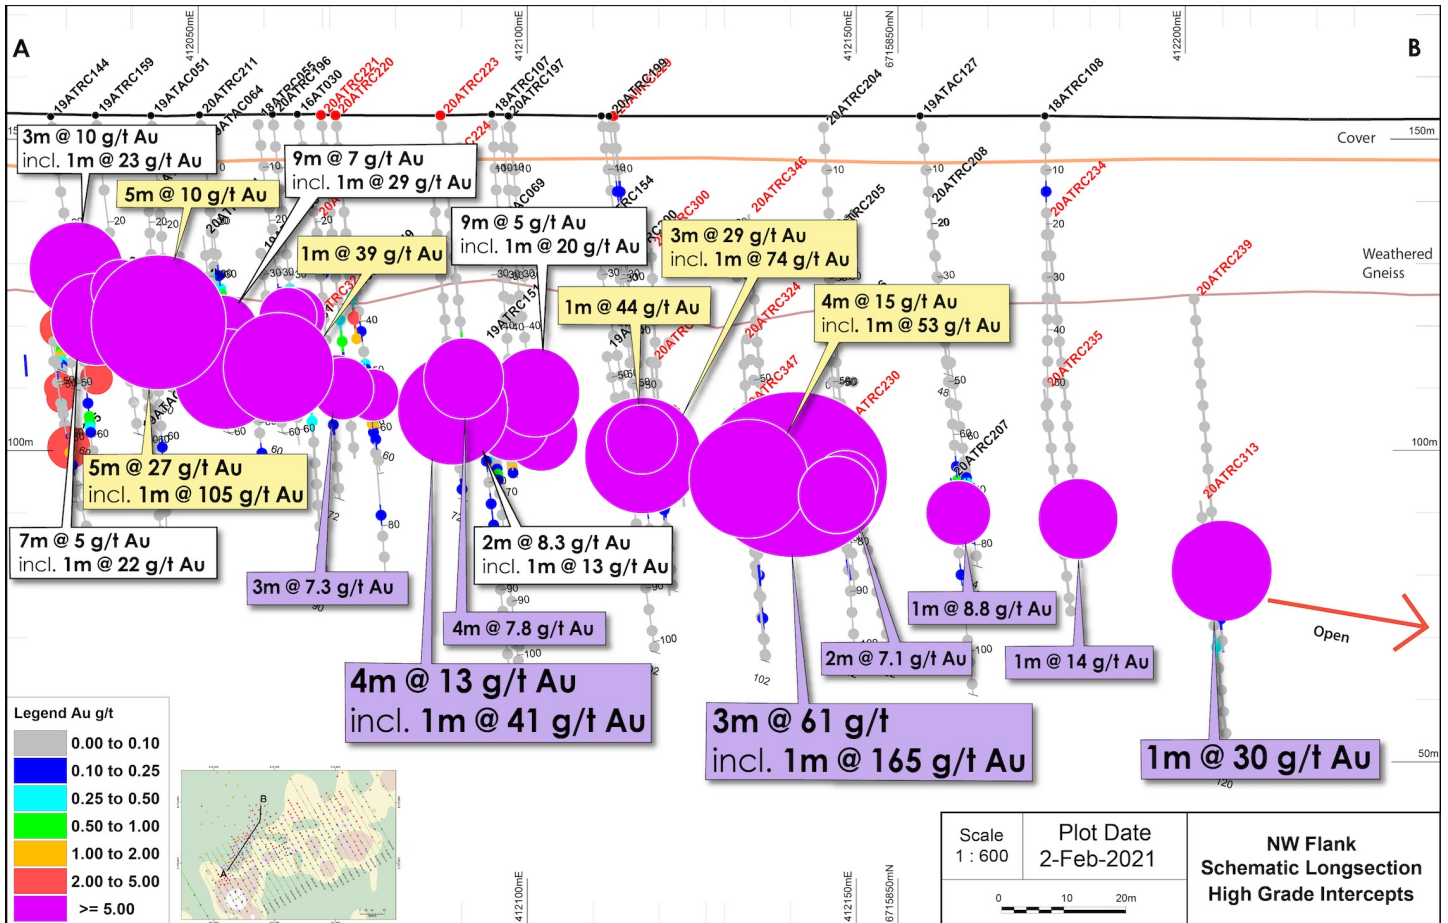 A
B
412050mE
412100mE
412150mE
6715850mN
412200mE
19ATRC144
19ATRC159
19ATAC051
20ATRC211
18ATRC055
20ATRC196
16AT030
20ATRC221
20ATRC220
20ATRC223
18ATRC107
20ATRC197
20ATRC199
20ATRC204
19ATAC127
18ATRC108
Cover
150m
3m @ 10 g/t Au
incl. 1m @ 23 g/t Au
5m @ 10 g/t Au
9m @ 7 g/t Au
incl. 1m @ 29 g/t Au
1m @ 39 g/t Au
9m @ 5 g/t Au
incl. 1m @ 20 g/t Au
20ATRC346
20ATRC208
20ATRC234
3m @ 29 g/t Au
incl. 1m @ 74 g/t Au
1m @ 44 g/t Au
4m @ 15 g/t Au
incl. 1m @ 53 g/t Au
Weathered
Gneiss
20ATRC239
19ATRC151
20ATRC324
20ATRC347
20ATRC235
20ATRC207
20ATRC313
100m
100m
5m @ 27 g/t Au
incl. 1m @ 105 g/t Au
7m @ 5 g/t Au
incl. 1m @ 22 g/t Au
2m @ 8.3 g/t Au
incl. 1m @ 13 g/t Au
3m @ 7.3 g/t Au
4m @ 7.8 g/t Au
1m @ 8.8 g/t Au
2m @ 7.1 g/t Au
1m @ 14 g/t Au
Open
4m @ 13 g/t Au
incl. 1m @ 41 g/t Au
3m @ 61 g/t
incl. 1m @ 165 g/t Au
1m @ 30 g/t Au
50m
102
120
Legend Au g/t
0.00 to 0.10
0.10 to 0.25
0.25 to 0.50
0.50 to 1.00
1.00 to 2.00
2.00 to 5.00
>= 5.00
B
A
412100mE
412150mE
6715850mN
Scale
1 : 600
Plot Date
2-Feb-2021
0 10 20m
NW Flank
Schematic Longsection
High Grade Intercepts